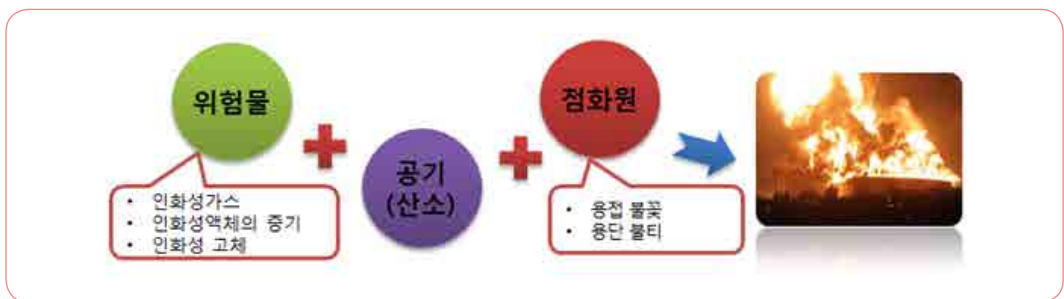 위험물
점화원
공기
(산소)
• 인화성가스
• 인화성액체의 증기
• 인화성 고체
• 용접 불꽃
• 용단 불티